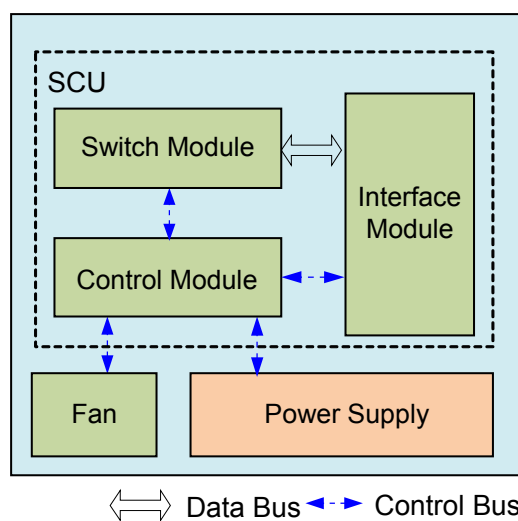 SCU
Switch Module
Interface
Module
Control Module
Fan
Power Supply
Data Bus
Control Bus